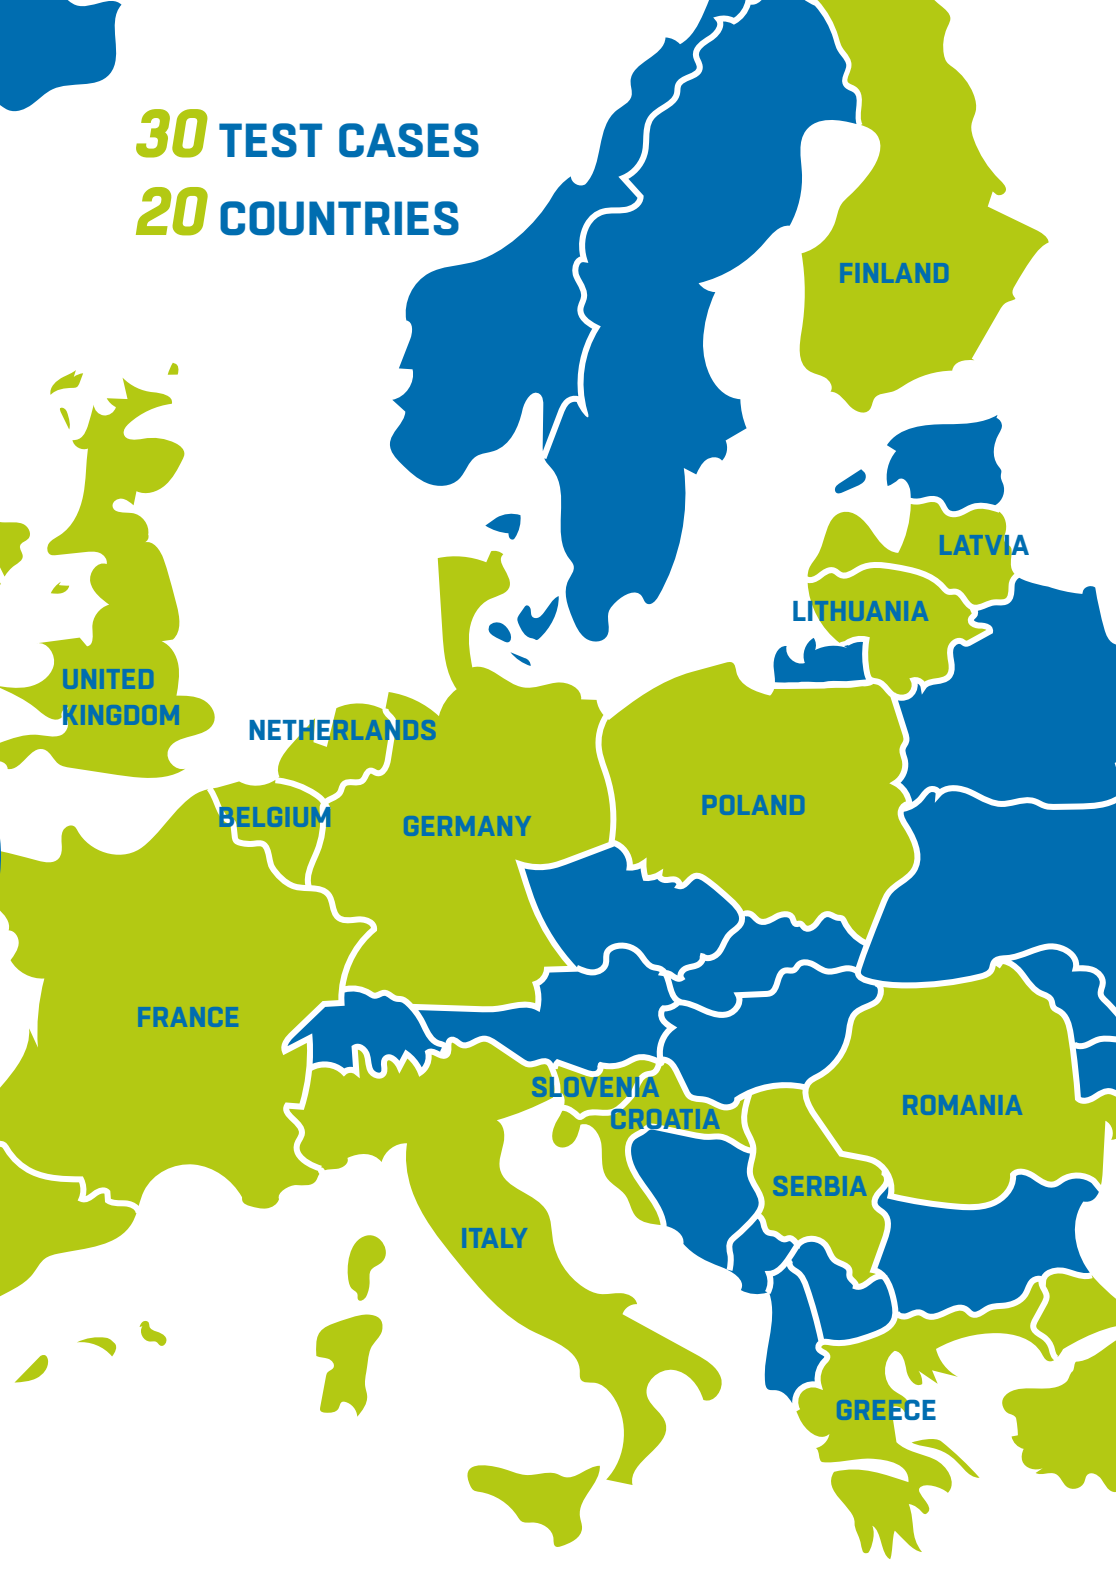 30 TEST CASES
20 COUNTRIES
FINLAND
LATVIA
LITHUANIA
UNITED
KINGDOM
NETHERLANDS
BELGIUM
GERMANY
POLAND
FRANCE
SLOVENIA
CROATIA
ROMANIA
SERBIA
ITALY
GREECE